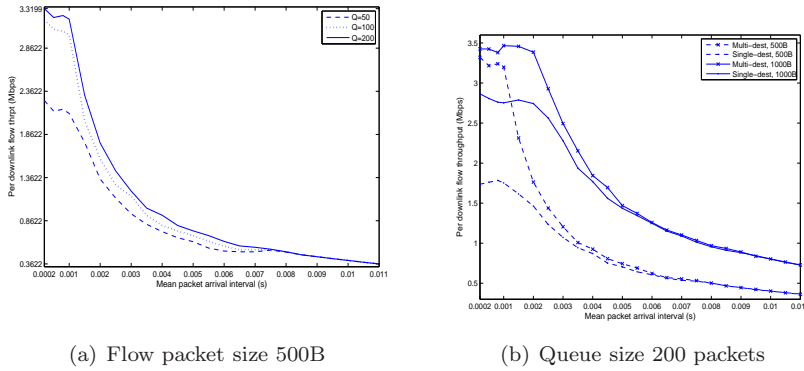 3.3199
2.8622
2.3622
1.8622
1.3622
0.8622
0.3622
Per downlink flow thrpt (Mbps)
Q=50
Q=100
Q=200
0.0002 0.001 0.002 0.003 0.004 0.005 0.006 0.007 0.008 0.009 0.010 0.011
Mean packet arrival interval (s)
(a) Flow packet size 500B
3.5
3
2.5
2
1.5
1
0.5
Per downlink flow throughput (Mbps)
Multi−dest, 500B
Single−dest, 500B
Multi−dest, 1000B
Single−dest, 1000B
0.0002 0.001 0.002 0.003 0.004 0.005 0.006 0.007 0.008 0.009 0.01 0.011
Mean packet arrival interval (s)
(b) Queue size 200 packets